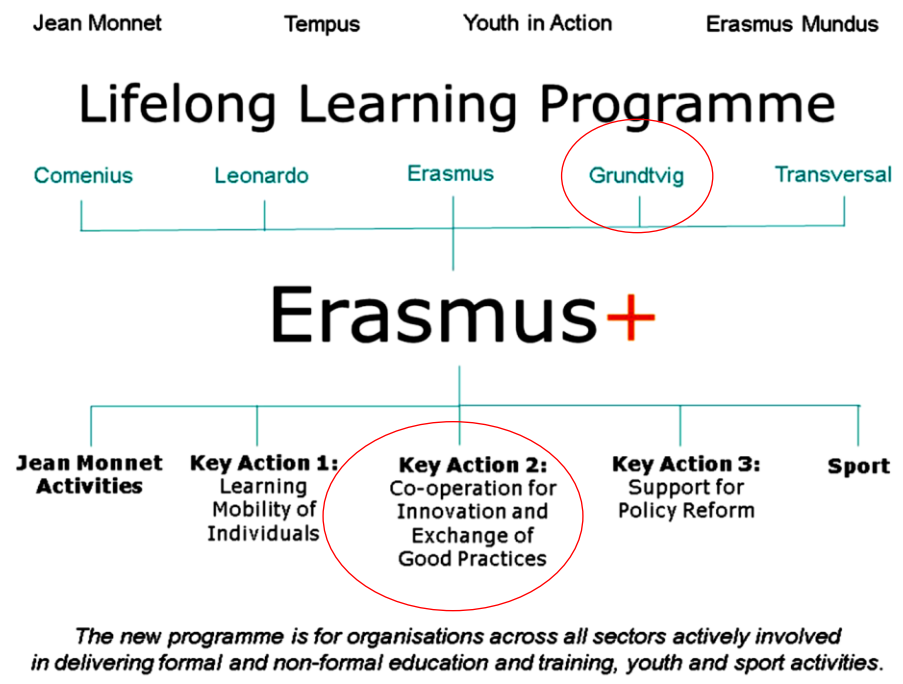 Jean Monnet Tempus Youth in Action Erasmus Mundus
Lifelong Learning Programme
Comenius Leonardo Erasmus Grundtvig Transversal
Erasmus+
Jean Monnet
Activities
Key Action 1:
Learning
Mobility of
Individuals
Key Action 2:
Co-operation for
Innovation and
Exchange of
Good Practices
Key Action 3:
Support for
Policy Reform
Sport
The new programme is for organisations across all sectors actively involved
in delivering formal and non-formal education and training, youth and sport activities.